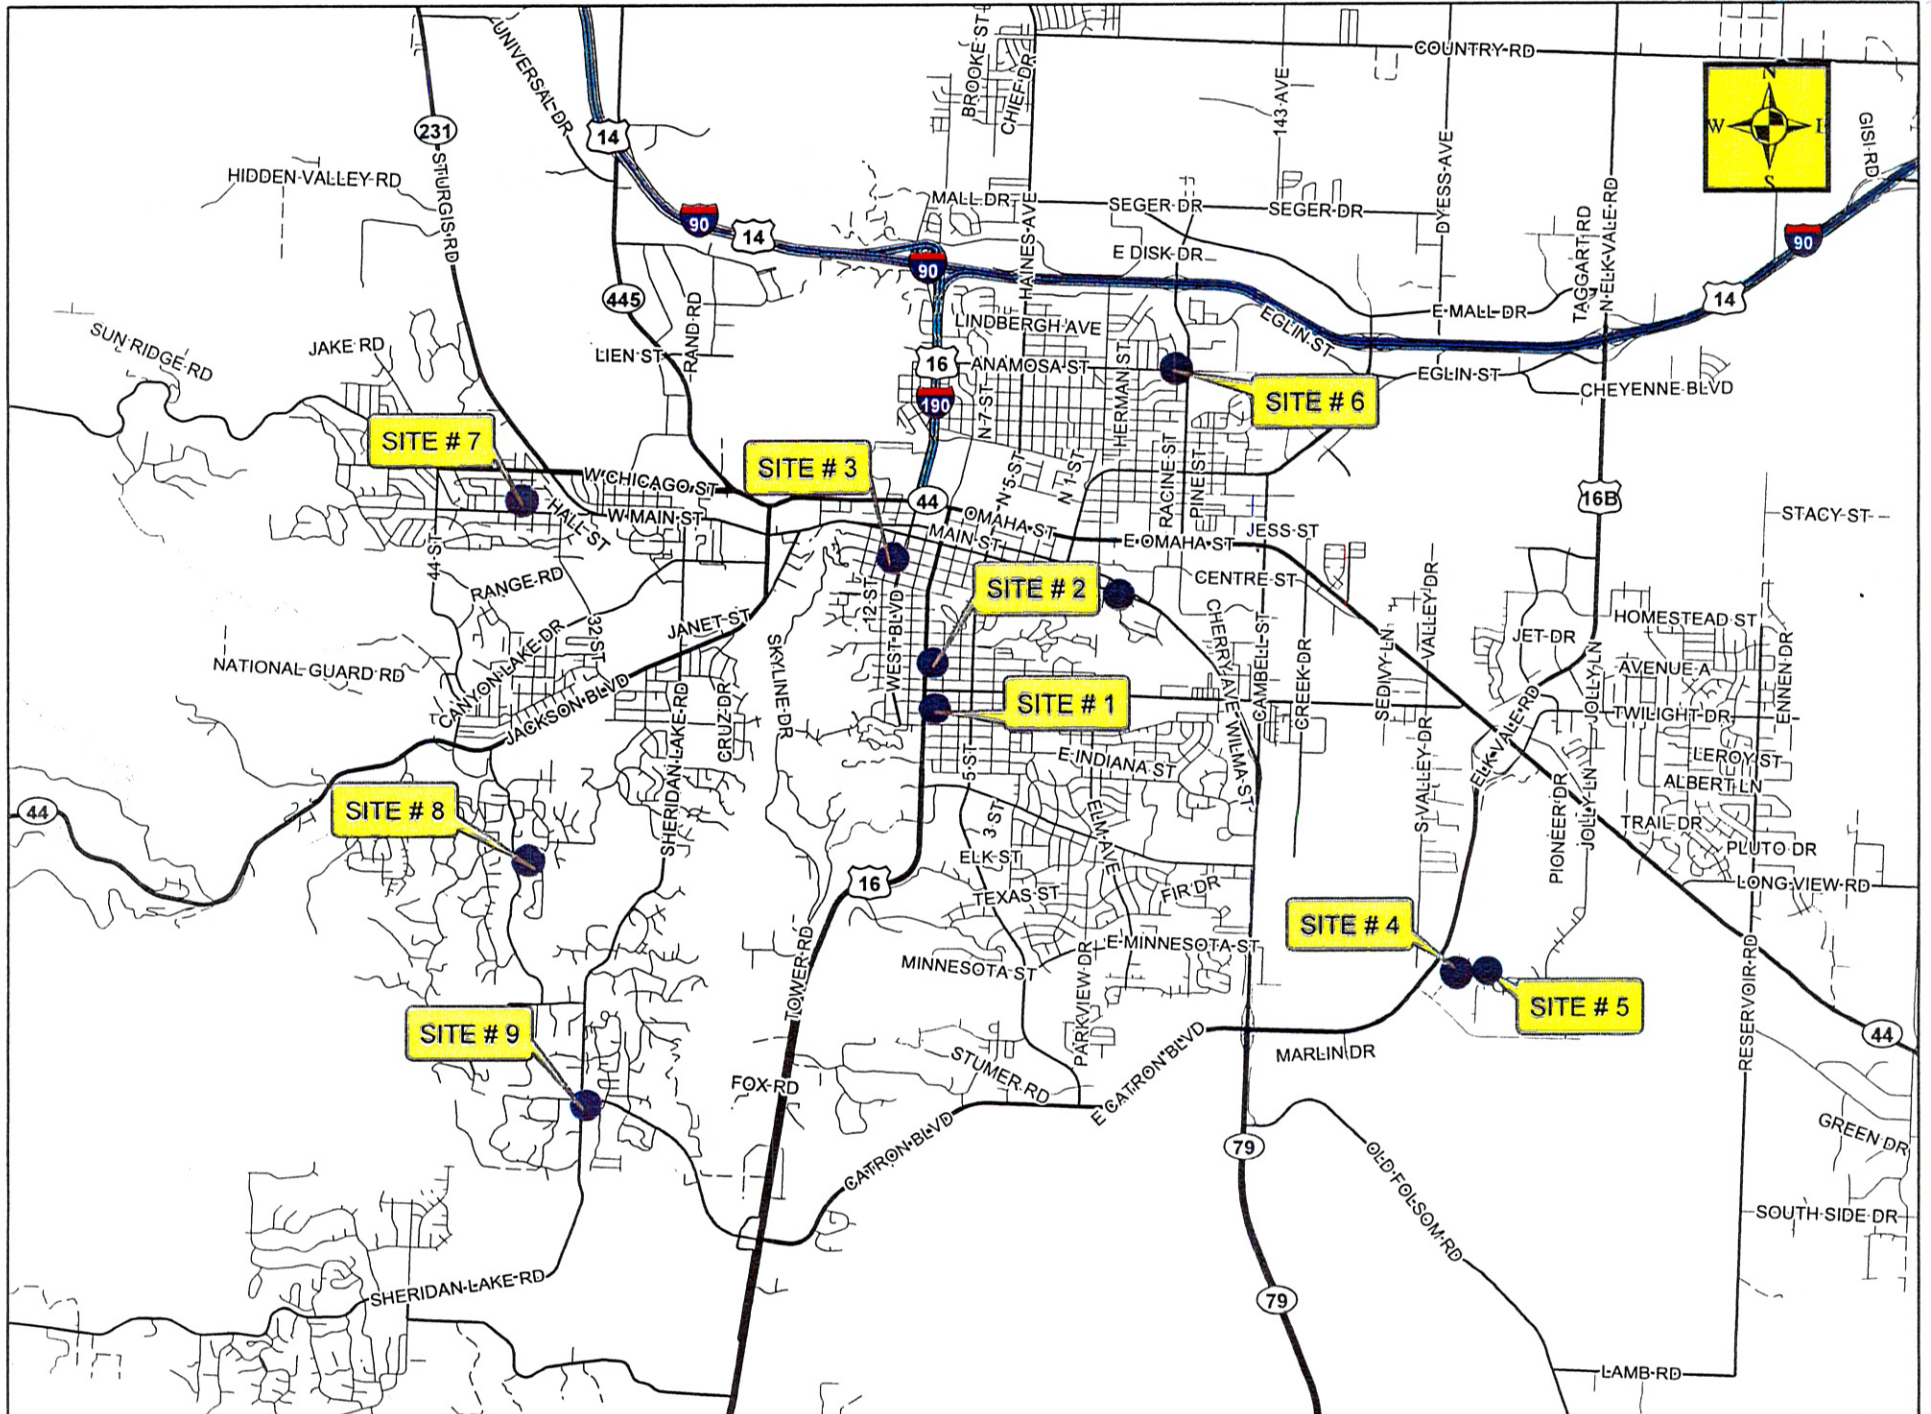 COUNTRY RD
BROOKE ST
CHIEF DR
UNIVERSAL DR
143 AVE
N
W
E
S
GISI RD
14
231
DYESS AVE
HIDDEN VALLEY RD
STURGIS RD
MALL DR
HAINES AVE
SEGER DR
SEGER DR
N ELK VALE RD
TAGGART RD
90
14
90
E DISK DR
90
14
445
RAND RD
LINDBERGH AVE
EGLIN ST
E MALL DR
SUN RIDGE RD
JAKE RD
LIEN ST
16
ANAMOSA ST
HERMAN ST
EGLIN ST
CHEYENNE BLVD
190
N 7 ST
SITE # 6
SITE # 7
SITE # 3
W CHICAGO ST
N 5 ST
N 1 ST
RACINE ST
PINE ST
44
16B
HALL ST
W MAIN ST
OMAHA ST
MAIN ST
E OMAHA ST
JESS ST
STACY ST
44 ST
RANGE RD
12 ST
SITE # 2
CENTRE ST
VALLEY DR
HOMESTEAD ST
32 ST
JANET ST
WEST BLVD
CHERRY AVE
CAMBELL ST
CREEK DR
SEDIVY LN
JET DR
JOLLY LN
ENNEN DR
NATIONAL GUARD RD
CANYON LAKE DR
SKYLINE DR
AVENUE A
JACKSON BLVD
SHERIDAN LAKE RD
CRUZ DR
SITE # 1
WILMA ST
ELK VALE RD
TWILIGHT DR
5 ST
E INDIANA ST
S VALLEY DR
LEROY ST
ALBERT LN
44
SITE # 8
3 ST
ELM AVE
PIONEER DR
JOLLY LN
TRAIL DR
PLUTO DR
ELK ST
16
TEXAS ST
FIR DR
LONG VIEW RD
SITE # 4
TOWER RD
MINNESOTA ST
E MINNESOTA ST
PARKVIEW DR
SITE # 5
RESERVOIR RD
SITE # 9
44
STUMER RD
E CATRON BLVD
MARLIN DR
FOX RD
CATRON BLVD
79
OLD FOLSOM RD
GREEN DR
SOUTH SIDE DR
SHERIDAN LAKE RD
79
LAMB RD